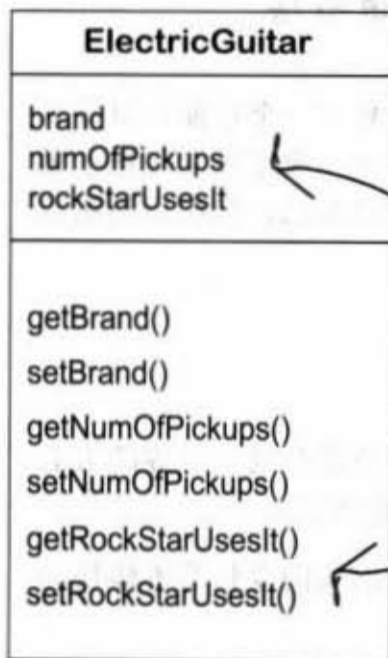 ElectricGuitar
brand
numOfPickups
rockStarUsesIt
getBrand()
setBrand()
getNumOfPickups()
setNumOfPickups()
getRockStarUsesIt()
setRockStarUsesIt()